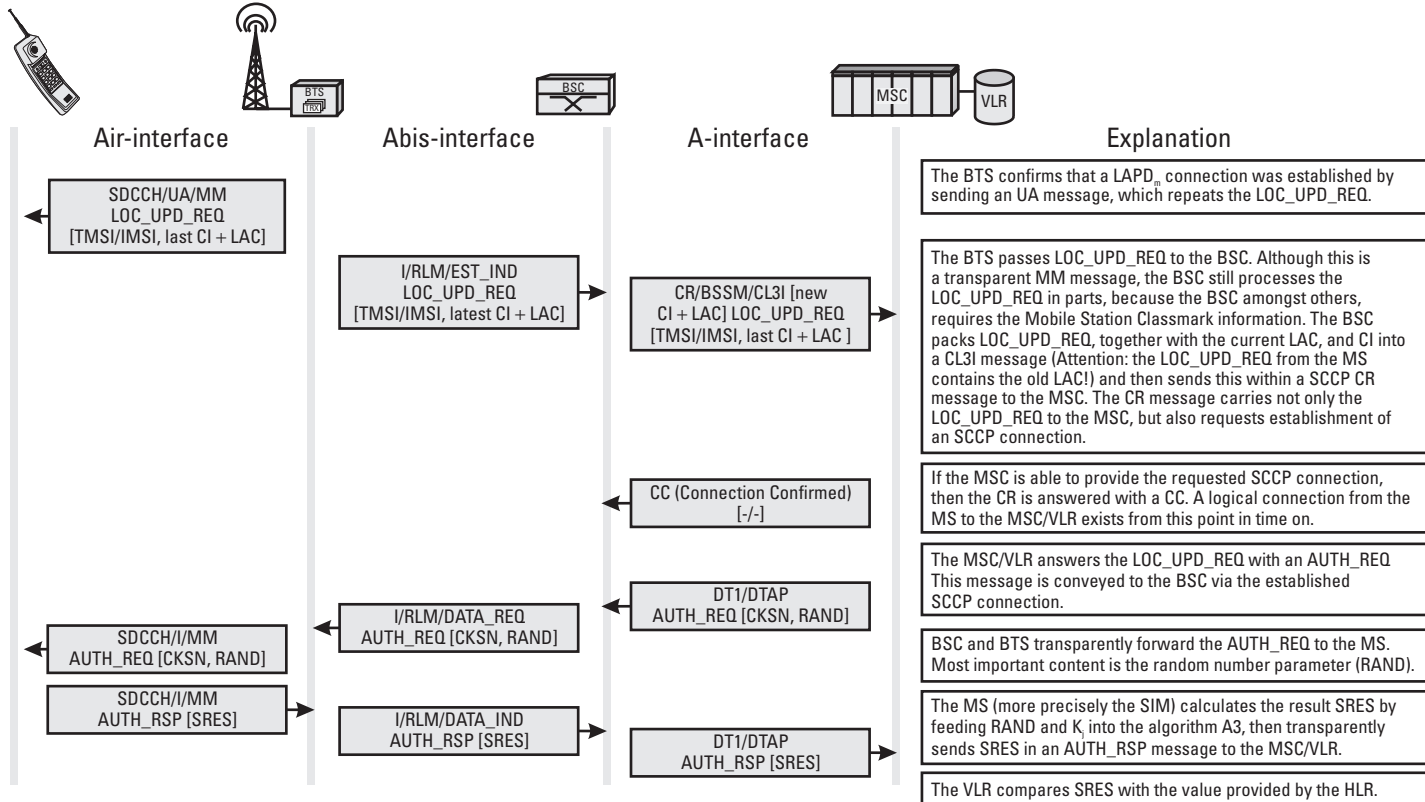 BTS
TRX
BSC
MSC
VLR
Air-interface
Abis-interface
A-interface
Explanation
SDCCH/UA/MM
LOC_UPD_REQ
[TMSI/IMSI, last CI + LAC]
The BTS confirms that a LAPDm connection was established by
sending an UA message, which repeats the LOC_UPD_REQ.
I/RLM/EST_IND
LOC_UPD_REQ
[TMSI/IMSI, latest CI + LAC]
CR/BSSM/CL3I [new
CI + LAC] LOC_UPD_REQ
[TMSI/IMSI, last CI + LAC ]
The BTS passes LOC_UPD_REQ to the BSC. Although this is
a transparent MM message, the BSC still processes the
LOC_UPD_REQ in parts, because the BSC amongst others,
requires the Mobile Station Classmark information. The BSC
packs LOC_UPD_REQ, together with the current LAC, and CI into
a CL3I message (Attention: the LOC_UPD_REQ from the MS
contains the old LAC!) and then sends this within a SCCP CR
message to the MSC. The CR message carries not only the
LOC_UPD_REQ to the MSC, but also requests establishment of
an SCCP connection.
CC (Connection Confirmed)
[-/-]
If the MSC is able to provide the requested SCCP connection,
then the CR is answered with a CC. A logical connection from the
MS to the MSC/VLR exists from this point in time on.
DT1/DTAP
AUTH_REQ [CKSN, RAND]
The MSC/VLR answers the LOC_UPD_REQ with an AUTH_REQ
This message is conveyed to the BSC via the established
SCCP connection.
I/RLM/DATA_REQ
AUTH_REQ [CKSN, RAND]
SDCCH/I/MM
AUTH_REQ [CKSN, RAND]
BSC and BTS transparently forward the AUTH_REQ to the MS.
Most important content is the random number parameter (RAND).
SDCCH/I/MM
AUTH_RSP [SRES]
I/RLM/DATA_IND
AUTH_RSP [SRES]
DT1/DTAP
AUTH_RSP [SRES]
The MS (more precisely the SIM) calculates the result SRES by
feeding RAND and Ki into the algorithm A3, then transparently
sends SRES in an AUTH_RSP message to the MSC/VLR.
The VLR compares SRES with the value provided by the HLR.